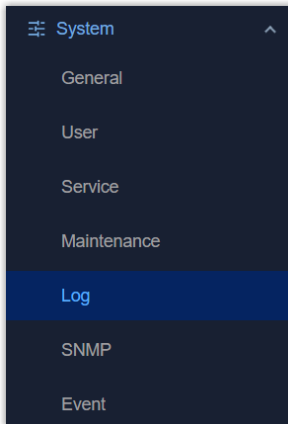 System
General
User
Service
Maintenance
Log
SNMP
Event